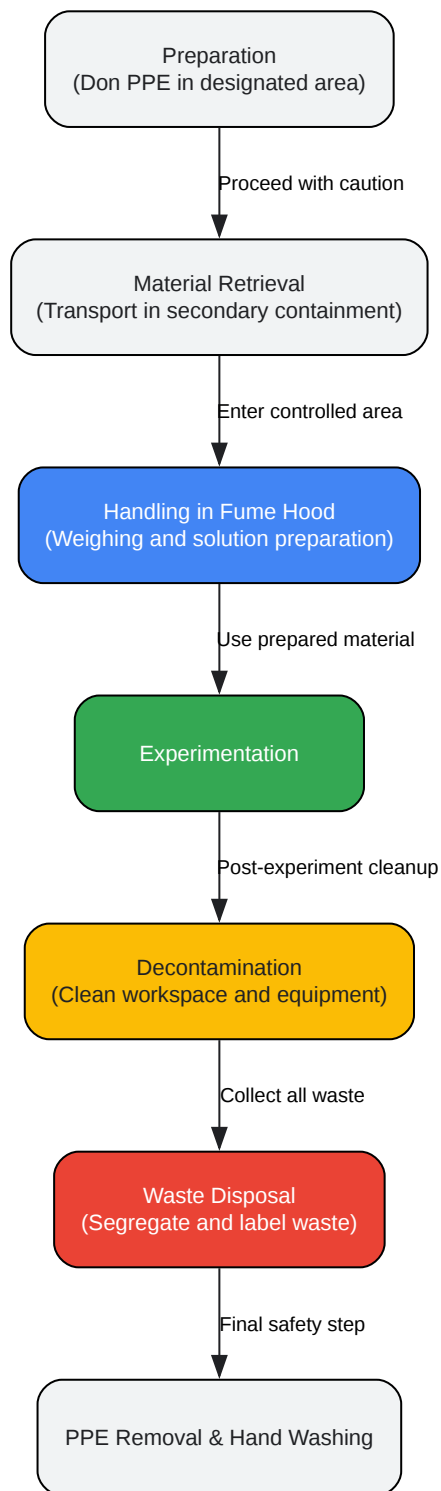 Preparation
(Don PPE in designated area)
Proceed with caution
Material Retrieval
(Transport in secondary containment)
Enter controlled area
Handling in Fume Hood
(Weighing and solution preparation)
Use prepared material
Experimentation
Post-experiment cleanup
Decontamination
(Clean workspace and equipment)
Collect all waste
Waste Disposal
(Segregate and label waste)
Final safety step
PPE Removal & Hand Washing